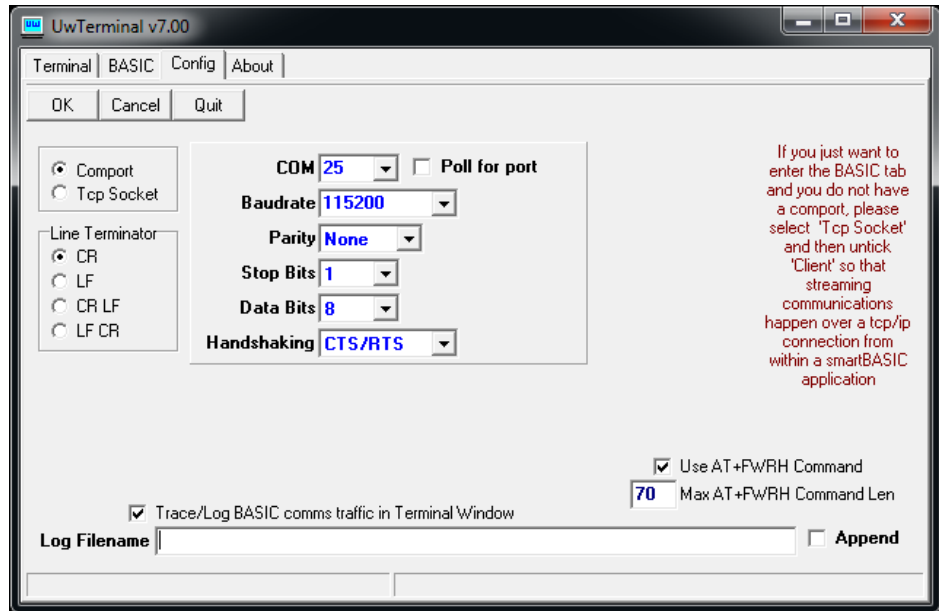 UwTerminal v7.00
Terminal BASIC Config About
OK Cancel Quit
Comport
Tcp Socket
Line Terminator
CR
LF
CR LF
LF CR
COM 25 Poll for port
Baudrate 115200
Parity None
Stop Bits 1
Data Bits 8
Handshaking CTS/RTS
If you just want to
enter the BASIC tab
and you do not have
a comport, please
select 'Tcp Socket'
and then untick
'Client' so that
streaming
communications
happen over a tcp/ip
connection from
within a smartBASIC
application
Use AT+FWRH Command
70 Max AT+FWRH Command Len
Trace/Log BASIC comms traffic in Terminal Window
Log Filename Append